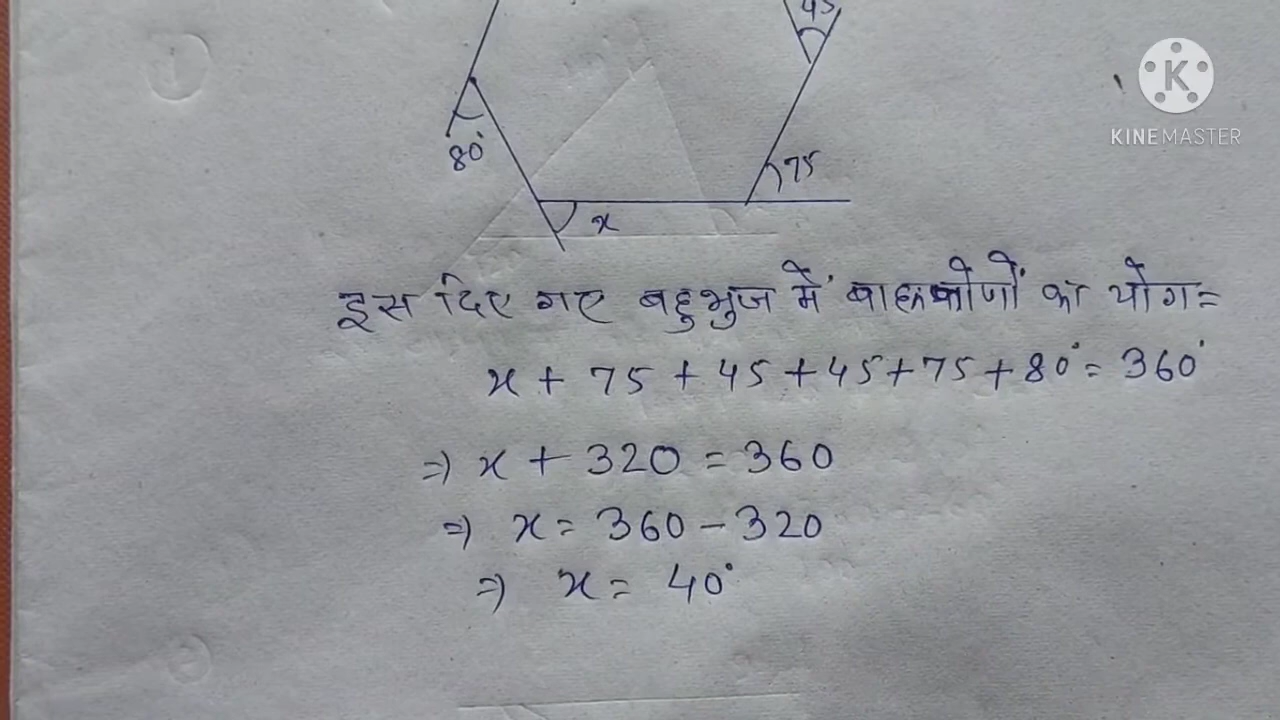 45
80°
75
x
K
KINEMASTER
इस दिए गए बहुभुज में बाह्यकोणों का योग =
x + 75 + 45 + 45 + 75 + 80° = 360°
⇒ x + 320 = 360
⇒ x = 360 - 320
⇒ x = 40°